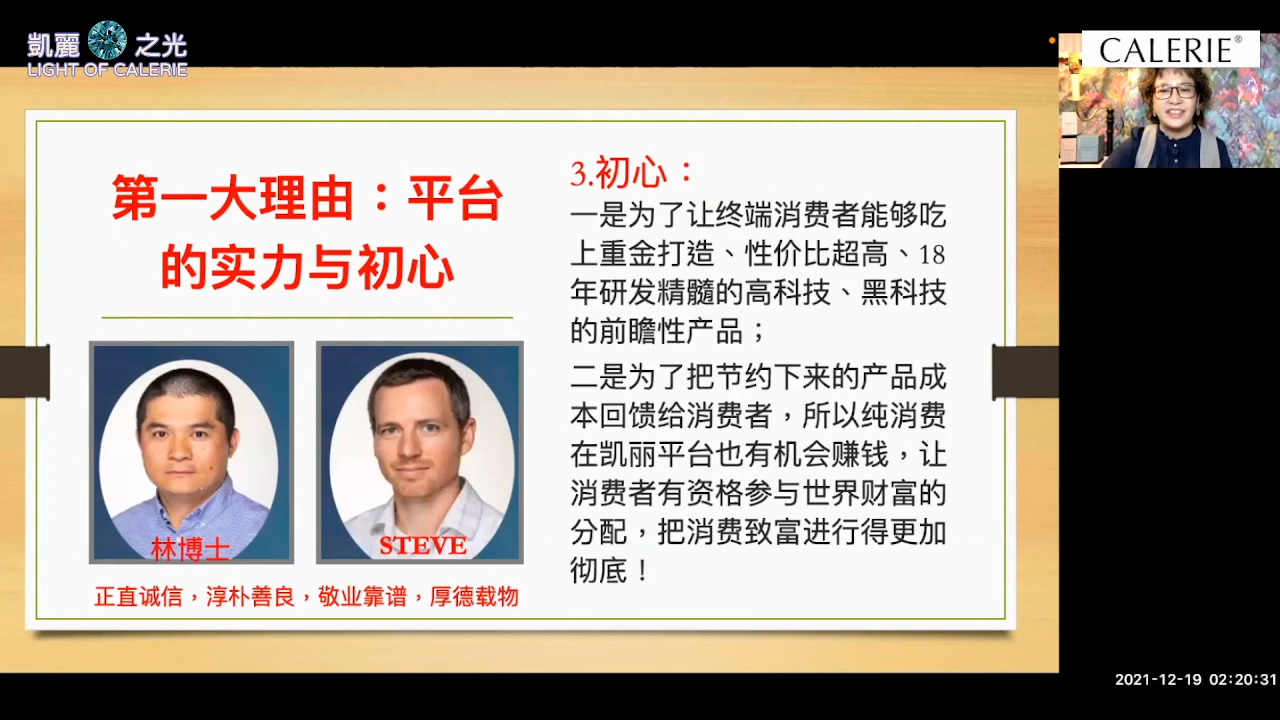 凱麗之光
LIGHT OF CALERIE
CALERIE®
第一大理由：平台
的实力与初心
林博士
STEVE
正直诚信，淳朴善良，敬业靠谱，厚德载物
3.初心：
一是为了让终端消费者能够吃
上重金打造、性价比超高、18
年研发精髓的高科技、黑科技
的前瞻性产品；
二是为了把节约下来的产品成
本回馈给消费者，所以纯消费
在凯丽平台也有机会赚钱，让
消费者有资格参与世界财富的
分配，把消费致富进行得更加
彻底！
2021-12-19 02:20:31